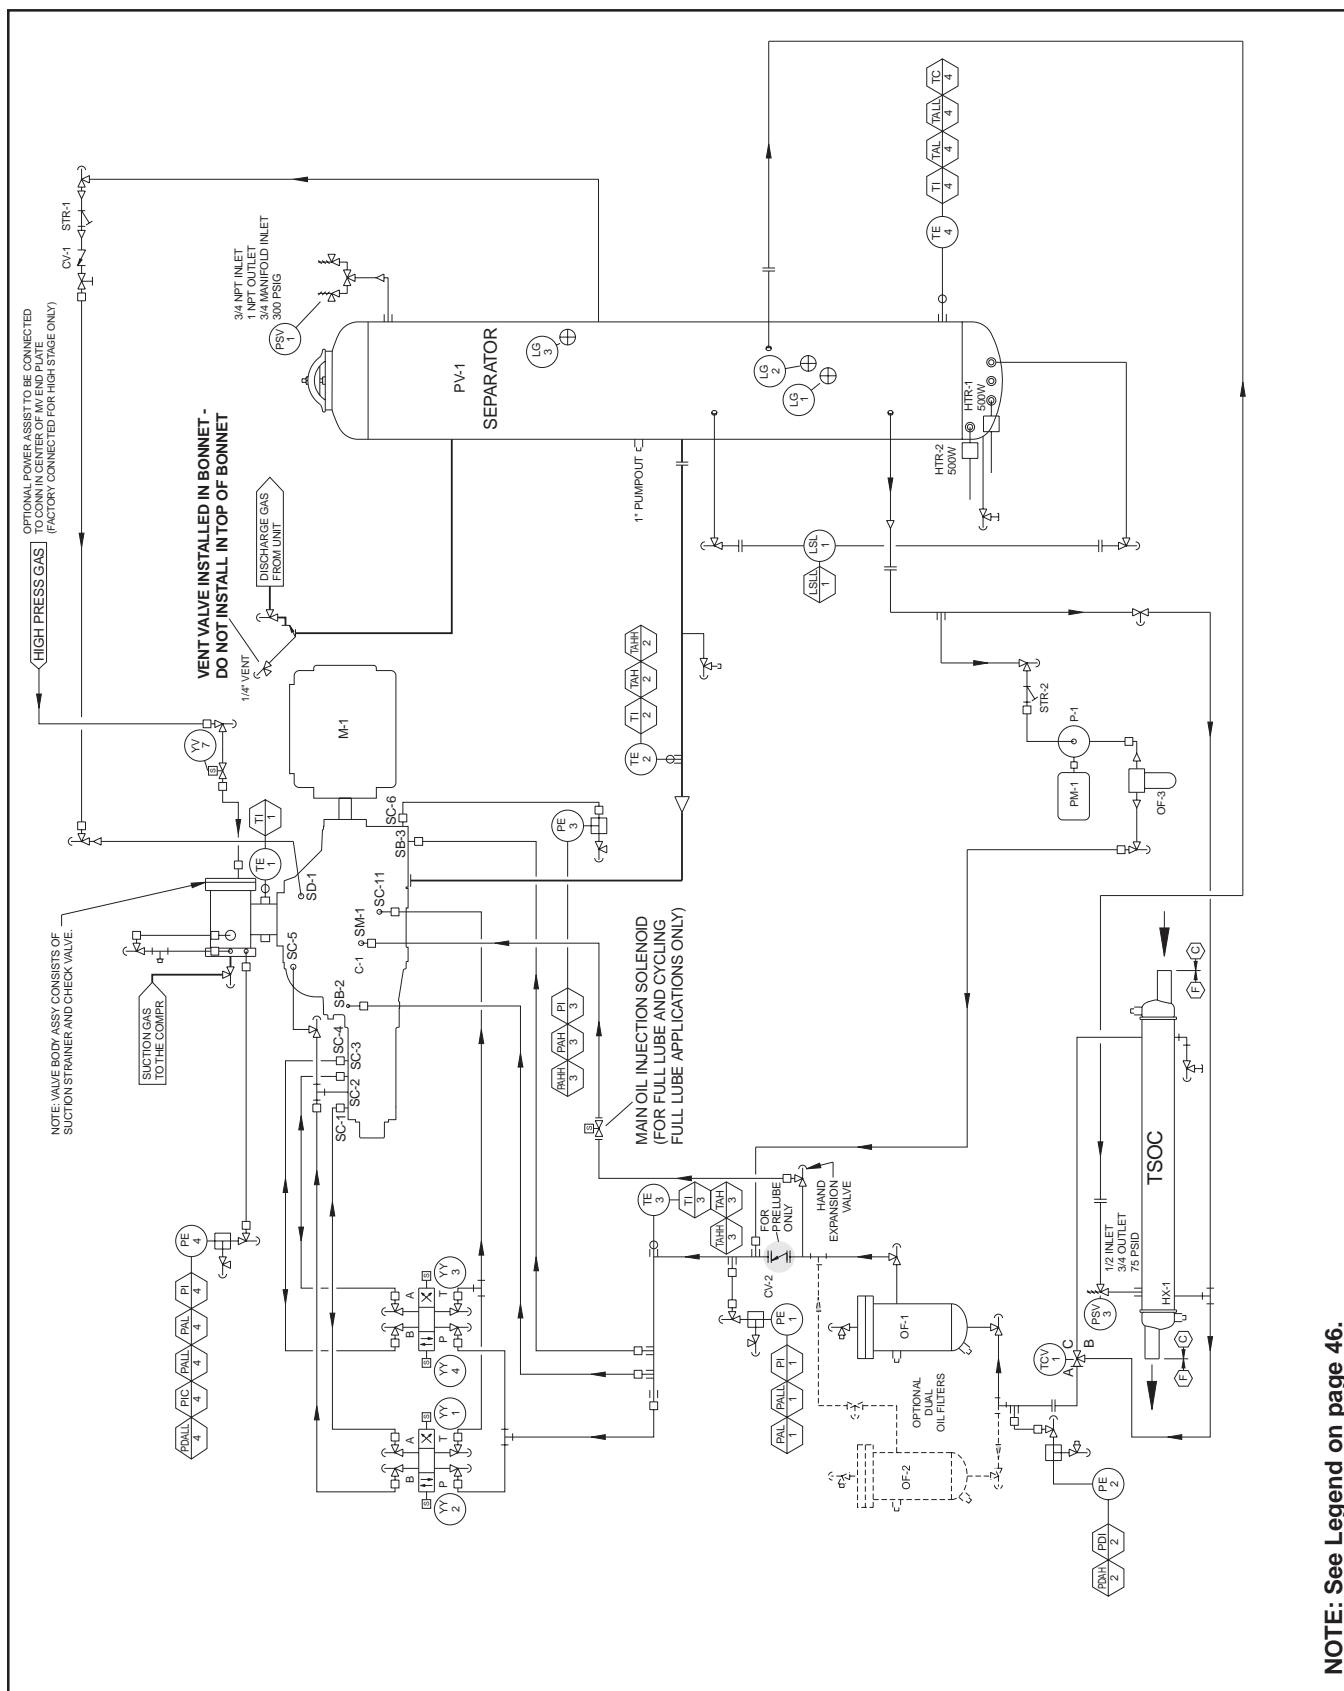 OPTIONAL POWER ASSIST TO BE CONNECTED
TO CONN IN CENTER OF MV END PLATE
(FACTORY CONNECTED FOR HIGH STAGE ONLY)
HIGH PRESS GAS
CV-1
STR-1
3/4 NPT INLET
1 NPT OUTLET
3/4 MANIFOLD INLET
300 PSIG
PSV
1
VENT VALVE INSTALLED IN BONNET -
DO NOT INSTALL IN TOP OF BONNET
DISCHARGE GAS
FROM UNIT
1/4" VENT
PV-1
SEPARATOR
LG
3
LG
2
LG
1
TE
4
TI
4
TAL
4
TALL
4
TC
4
HTR-1
500W
HTR-2
500W
1" PUMPOUT
LSL
1
LSLL
1
NOTE: VALVE BODY ASSY CONSISTS OF
SUCTION STRAINER AND CHECK VALVE.
SUCTION GAS
TO THE COMPR
YV
7
S
TI
1
TE
1
M-1
SD-1
SC-5
SC-6
SB-3
SC-11
SM-1
C-1
SB-2
SC-4
SC-3
SC-2
SC-1
TE
2
TI
2
TAH
2
TAHH
2
PE
3
PI
3
PAH
3
PAHH
3
STR-2
P-1
PM-1
OF-3
MAIN OIL INJECTION SOLENOID
(FOR FULL LUBE AND CYCLING
FULL LUBE APPLICATIONS ONLY)
S
PE
4
PI
4
PAL
4
PALL
4
PIC
4
PDALL
4
S
YY
3
A
T
B
P
S
YY
4
S
YY
1
A
T
B
P
S
YY
2
TE
3
TI
3
TAH
3
TAHH
3
FOR
PRELUBE
ONLY
HAND
EXPANSION
VALVE
CV-2
PE
1
PI
1
PALL
1
PAL
1
OF-1
OPTIONAL
DUAL
OIL FILTERS
OF-2
TSOC
HX-1
C
F
C
F
1/2 INLET
3/4 OUTLET
75 PSID
PSV
3
TCV
1
A
C
B
PE
2
PDI
2
PDAH
2
NOTE: See Legend on page 46.